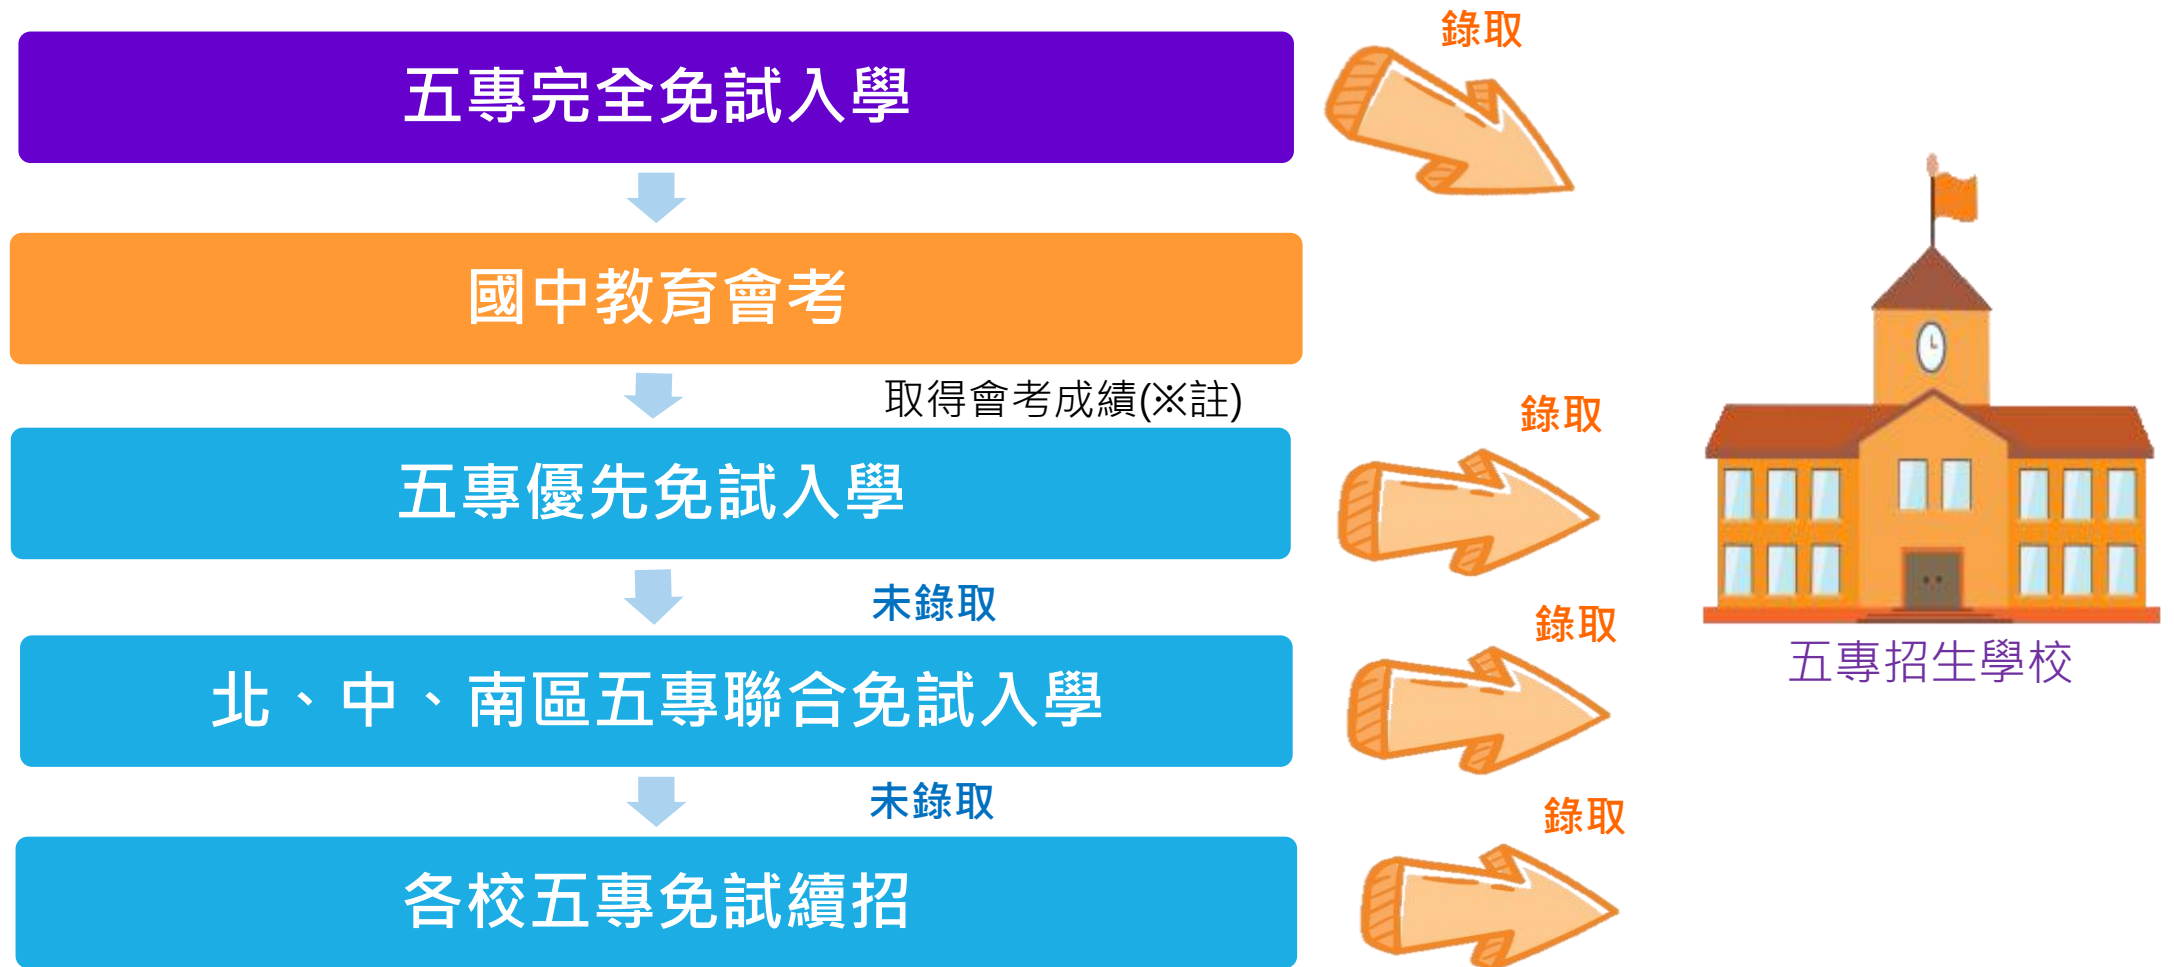 錄取
五專完全免試入學
國中教育會考
取得會考成績(※註)
錄取
五專優先免試入學
未錄取
錄取
北、中、南區五專聯合免試入學
五專招生學校
未錄取
錄取
各校五專免試續招